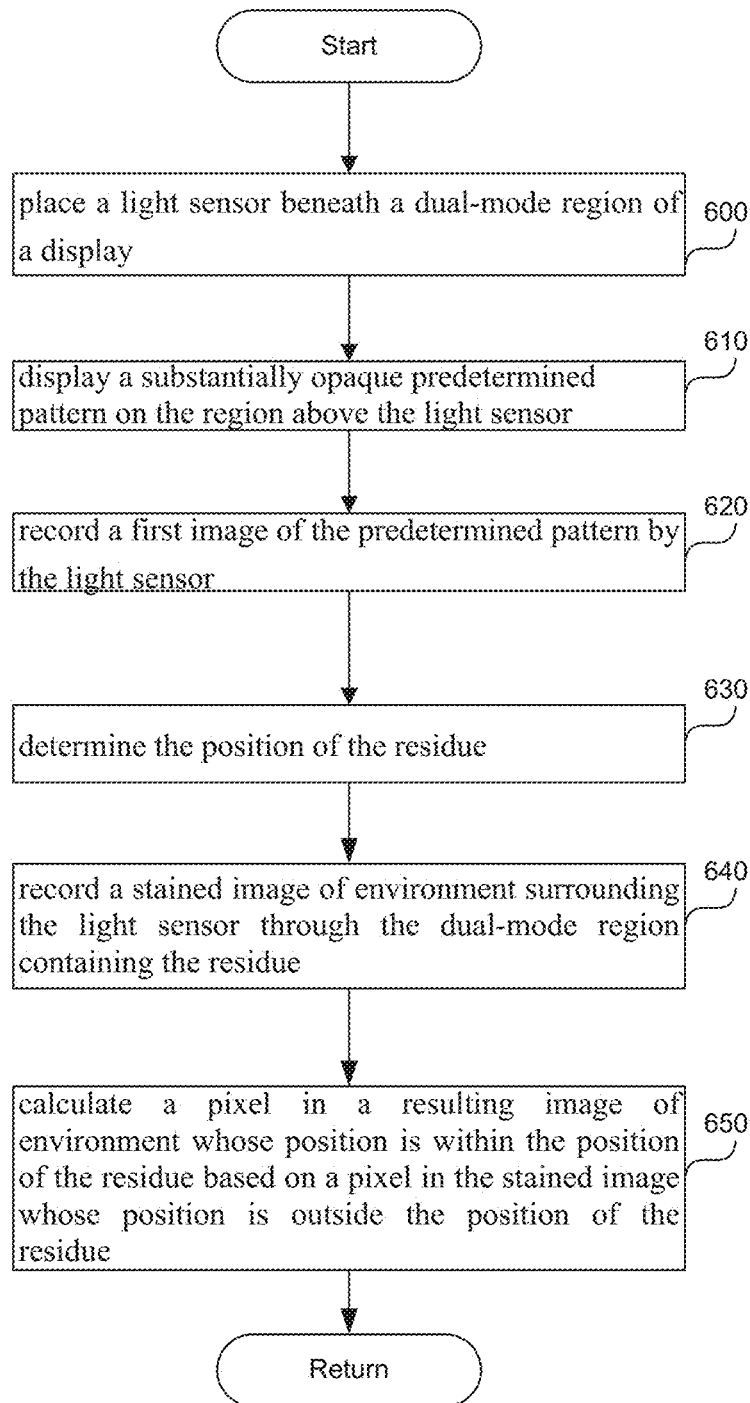 Start
place a light sensor beneath a dual-mode region of
a display
600
display a substantially opaque predetermined
pattern on the region above the light sensor
610
record a first image of the predetermined pattern by
the light sensor
620
determine the position of the residue
630
record a stained image of environment surrounding
the light sensor through the dual-mode region
containing the residue
640
calculate a pixel in a resulting image of
environment whose position is within the position
of the residue based on a pixel in the stained image
whose position is outside the position of the
residue
650
Return